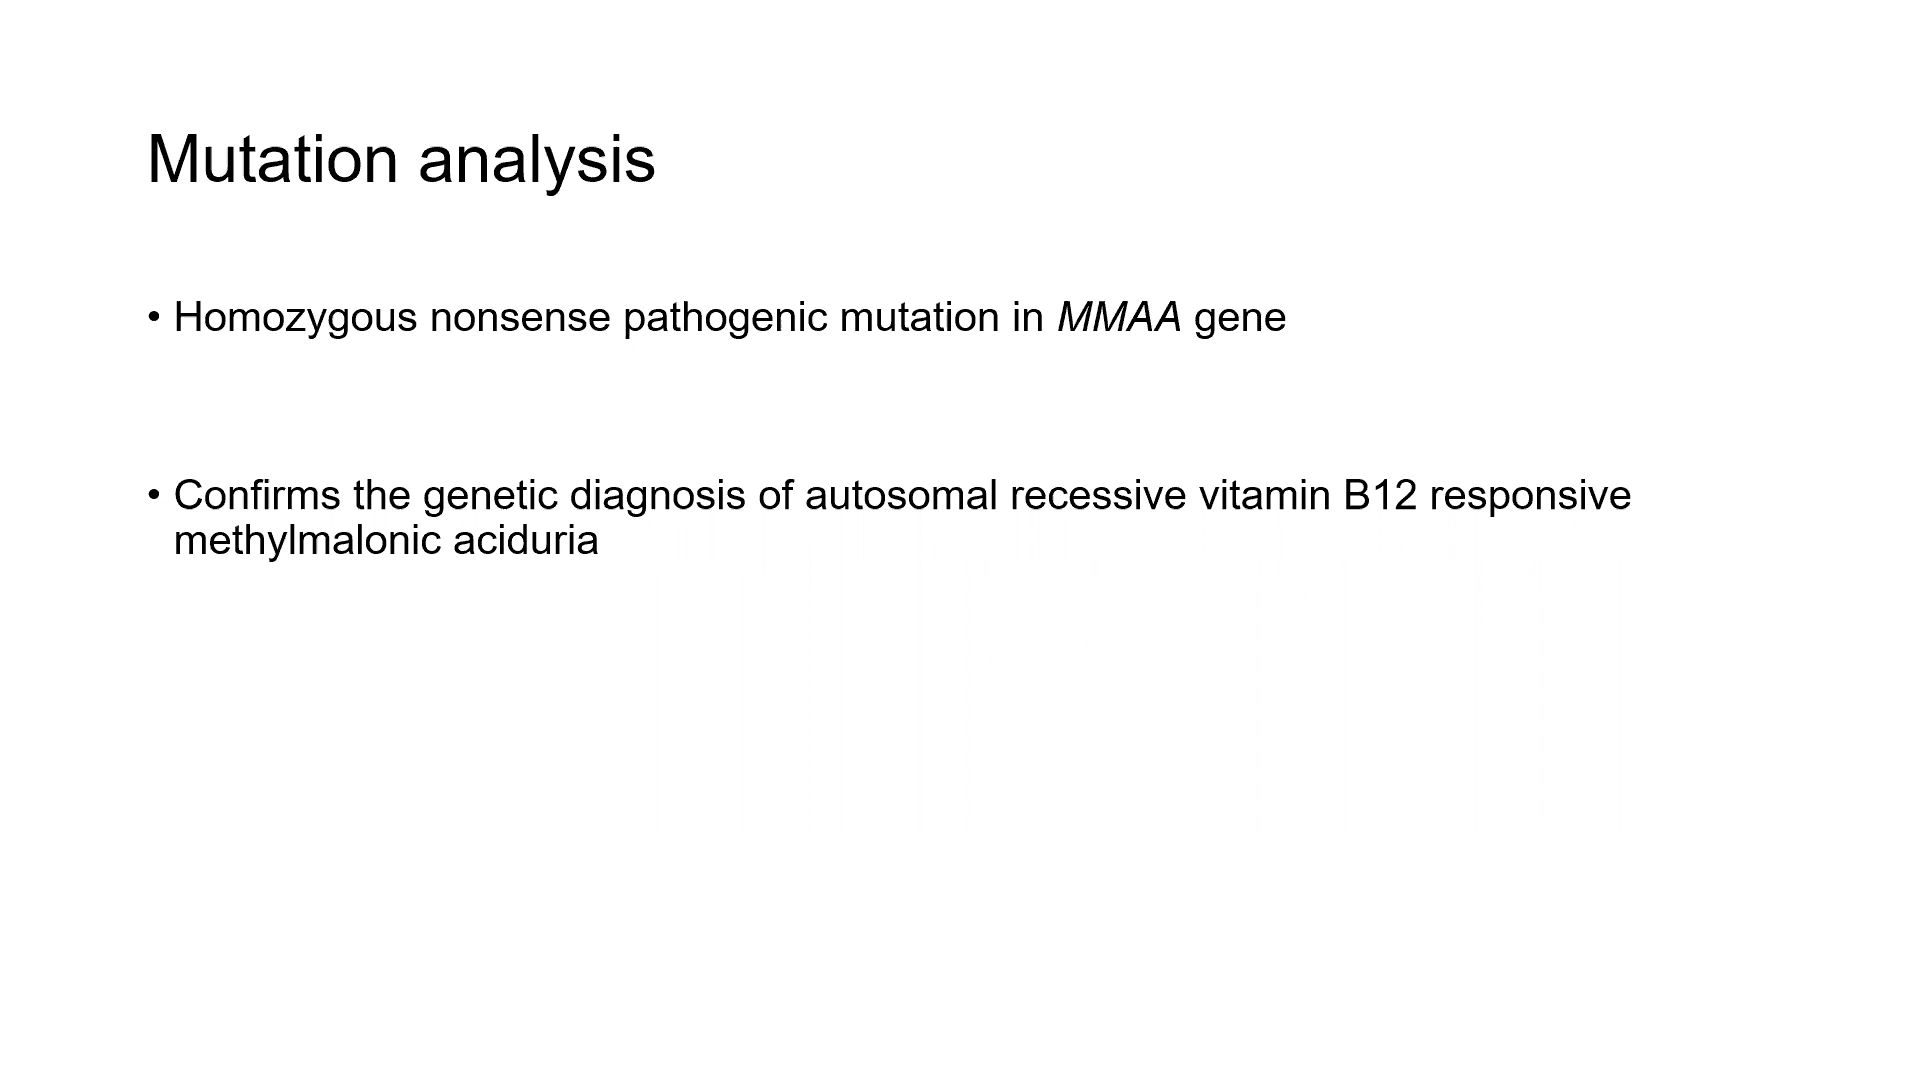 Mutation analysis
• Homozygous nonsense pathogenic mutation in MMAA gene
• Confirms the genetic diagnosis of autosomal recessive vitamin B12 responsive
methylmalonic aciduria